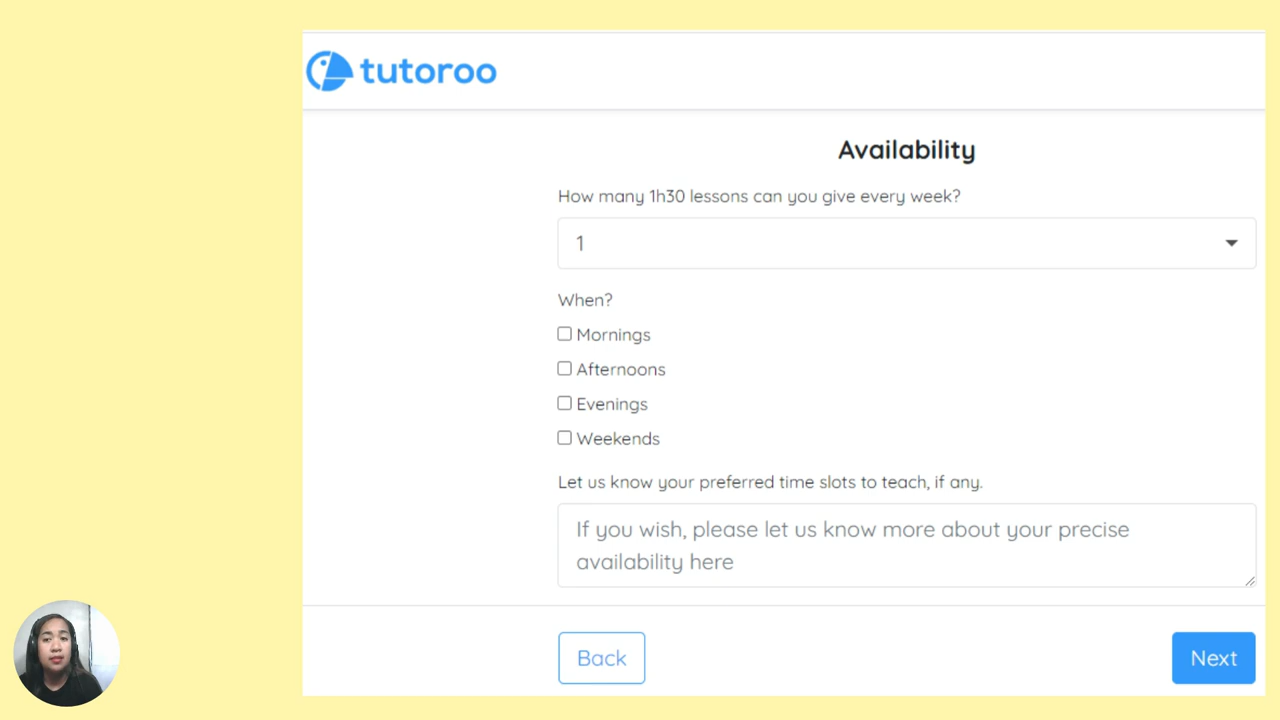 tutoroo
Availability
How many 1h30 lessons can you give every week?
1
When?
Mornings
Afternoons
Evenings
Weekends
Let us know your preferred time slots to teach, if any.
If you wish, please let us know more about your precise
availability here
Back
Next